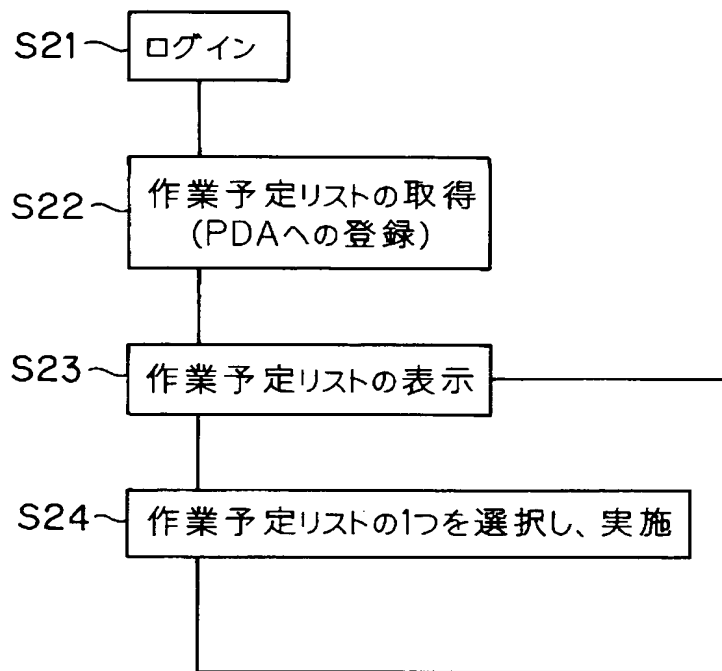 S21 ログイン
S22 作業予定リストの取得
(PDAへの登録)
S23 作業予定リストの表示
S24 作業予定リストの1つを選択し、実施